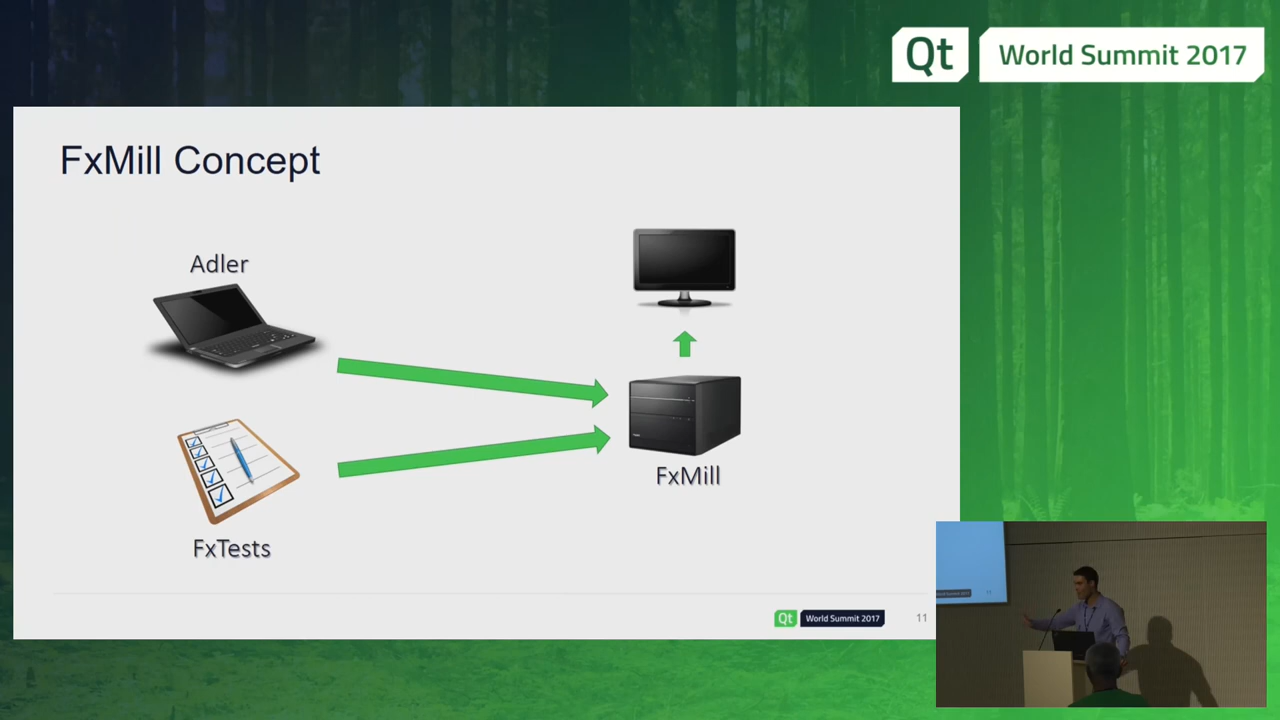 Qt World Summit 2017
FxMill Concept
Adler
FxMill
FxTests
Qt World Summit 2017
11